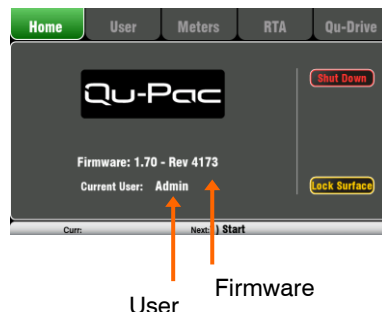 Home User Meters RTA Qu-Drive
Qu-Pac
Shut Down
Firmware: 1.70 - Rev 4173
Current User: Admin
Lock Surface
Curr: Next: ) Start
User Firmware